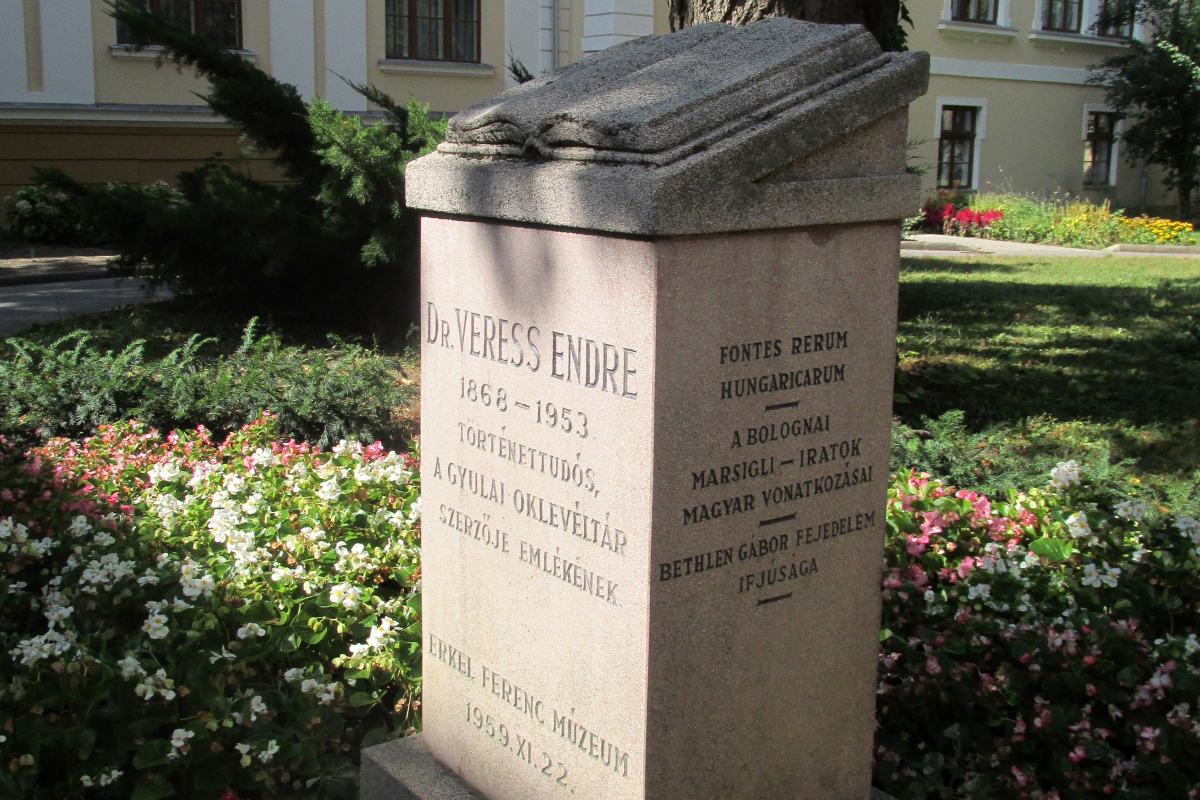 Dr. VERESS ENDRE
1868 – 1953
TÖRTÉNETTUDÓS,
A GYULAI OKLEVÉLTÁR
SZERZŐJE EMLÉKÉNEK
ERKEL FERENC MÚZEUM
1959. XI. 22.
FONTES RERUM
HUNGARICARUM
A BOLOGNAI
MARSIGLI – IRATOK
MAGYAR VONATKOZÁSAI
BETHLEN GÁBOR FEJEDELEM
IFJÚSÁGA